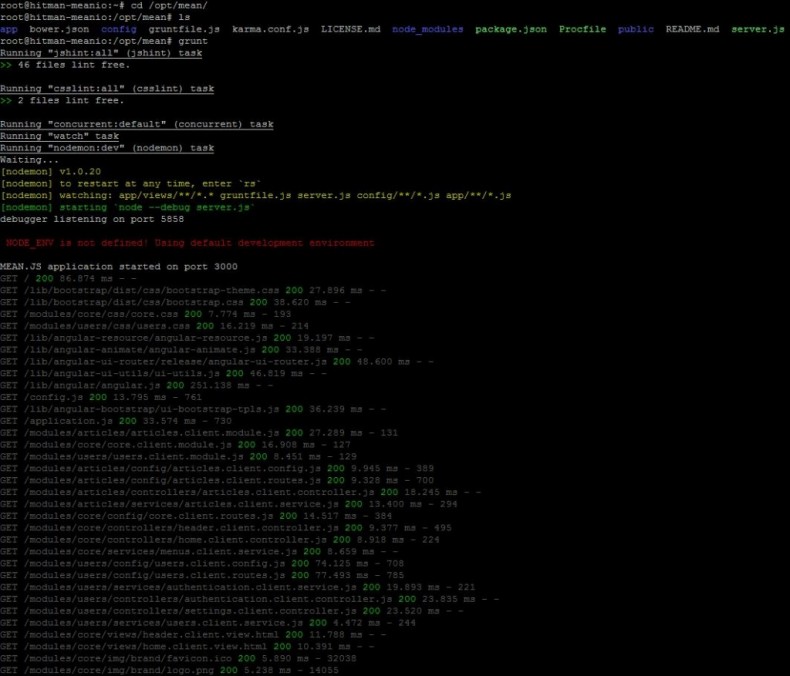 root@hitman-meanio:~# cd /opt/mean/
root@hitman-meanio:/opt/mean# ls
app  bower.json  config  gruntfile.js  karma.conf.js  LICENSE.md  node_modules  package.json  Procfile  public  README.md  server.js
root@hitman-meanio:/opt/mean# grunt
Running "jshint:all" (jshint) task
>> 46 files lint free.
Running "csslint:all" (csslint) task
>> 2 files lint free.
Running "concurrent:default" (concurrent) task
Running "watch" task
Running "nodemon:dev" (nodemon) task
Waiting...
[nodemon] v1.0.20
[nodemon] to restart at any time, enter `rs`
[nodemon] watching: app/views/**/*.* gruntfile.js server.js config/**/*.js app/**/*.js
[nodemon] starting `node --debug server.js`
debugger listening on port 5858
NODE_ENV is not defined! Using default development environment
MEAN.JS application started on port 3000
GET / 200 86.874 ms - -
GET /lib/bootstrap/dist/css/bootstrap-theme.css 200 27.896 ms - -
GET /lib/bootstrap/dist/css/bootstrap.css 200 38.620 ms - -
GET /modules/core/css/core.css 200 7.774 ms - 193
GET /modules/users/css/users.css 200 16.219 ms - 214
GET /lib/angular-resource/angular-resource.js 200 19.197 ms - -
GET /lib/angular-animate/angular-animate.js 200 33.388 ms - -
GET /lib/angular-ui-router/release/angular-ui-router.js 200 48.600 ms - -
GET /lib/angular-ui-utils/ui-utils.js 200 46.819 ms - -
GET /lib/angular/angular.js 200 251.138 ms - -
GET /config.js 200 13.795 ms - 761
GET /lib/angular-bootstrap/ui-bootstrap-tpls.js 200 36.239 ms - -
GET /application.js 200 33.574 ms - 730
GET /modules/articles/articles.client.module.js 200 27.289 ms - 131
GET /modules/core/core.client.module.js 200 16.908 ms - 127
GET /modules/users/users.client.module.js 200 8.451 ms - 129
GET /modules/articles/config/articles.client.config.js 200 9.945 ms - 389
GET /modules/articles/config/articles.client.routes.js 200 9.328 ms - 700
GET /modules/articles/controllers/articles.client.controller.js 200 18.245 ms - -
GET /modules/articles/services/articles.client.service.js 200 13.400 ms - 294
GET /modules/core/config/core.client.routes.js 200 14.517 ms - 384
GET /modules/core/controllers/header.client.controller.js 200 9.377 ms - 495
GET /modules/core/controllers/home.client.controller.js 200 8.918 ms - 224
GET /modules/core/services/menus.client.service.js 200 8.659 ms - -
GET /modules/users/config/users.client.config.js 200 74.125 ms - 708
GET /modules/users/config/users.client.routes.js 200 77.493 ms - 785
GET /modules/users/services/authentication.client.service.js 200 19.893 ms - 221
GET /modules/users/controllers/authentication.client.controller.js 200 23.835 ms - -
GET /modules/users/controllers/settings.client.controller.js 200 23.520 ms - -
GET /modules/users/services/users.client.service.js 200 4.472 ms - 244
GET /modules/core/views/header.client.view.html 200 11.788 ms - -
GET /modules/core/views/home.client.view.html 200 10.391 ms - -
GET /modules/core/img/brand/favicon.ico 200 5.890 ms - 32038
GET /modules/core/img/brand/logo.png 200 5.238 ms - 14055